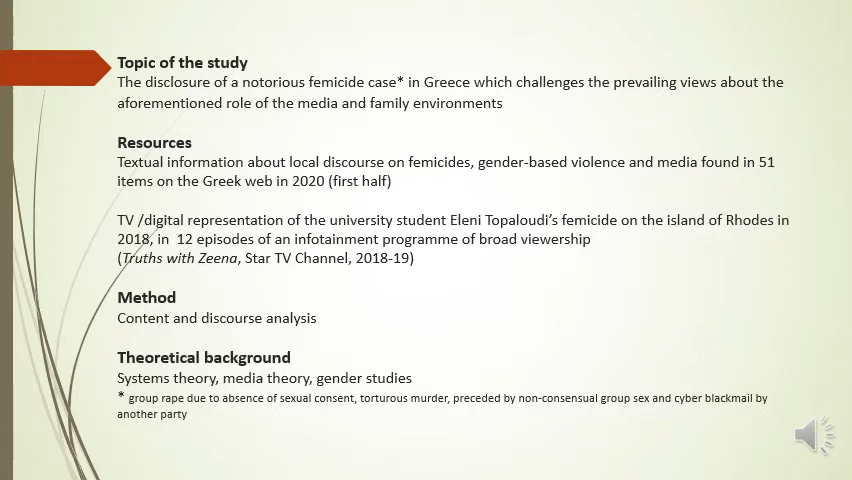 Topic of the study
The disclosure of a notorious femicide case* in Greece which challenges the prevailing views about the
aforementioned role of the media and family environments
Resources
Textual information about local discourse on femicides, gender-based violence and media found in 51
items on the Greek web in 2020 (first half)
TV /digital representation of the university student Eleni Topaloudi’s femicide on the island of Rhodes in
2018, in 12 episodes of an infotainment programme of broad viewership
(Truths with Zeena, Star TV Channel, 2018-19)
Method
Content and discourse analysis
Theoretical background
Systems theory, media theory, gender studies
* group rape due to absence of sexual consent, torturous murder, preceded by non-consensual group sex and cyber blackmail by
another party